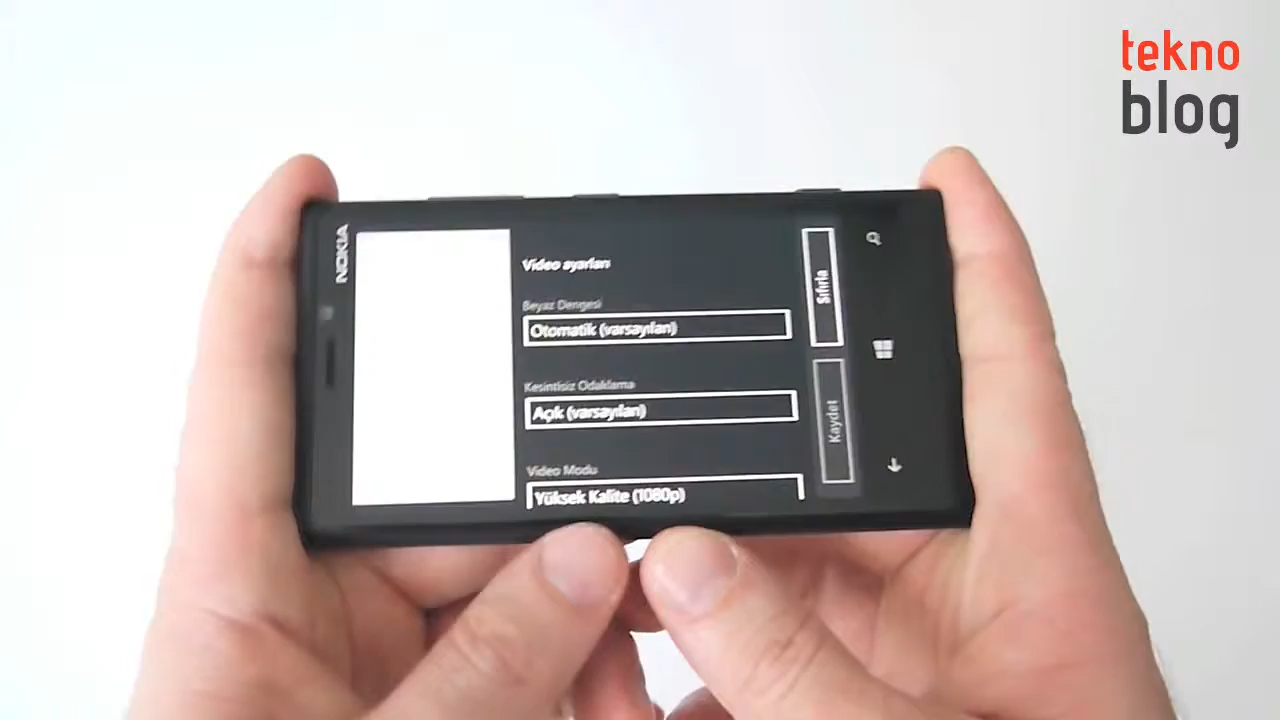 tekno
blog
NOKIA
Video ayarları
Beyaz Dengesi
Otomatik (varsayılan)
Kesintisiz Odaklama
Açık (varsayılan)
Video Modu
Yüksek Kalite (1080p)
Sıfırla
Kaydet